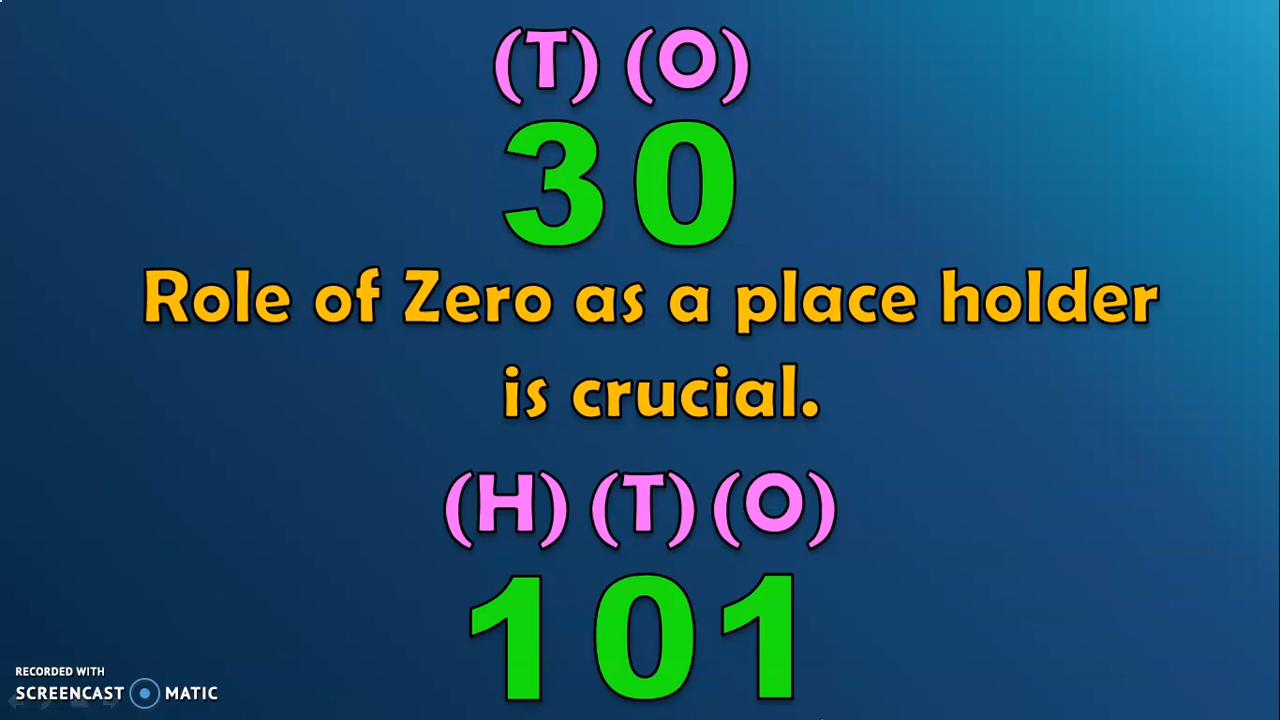 (T) (O)
30
Role of Zero as a place holder
is crucial.
(H) (T) (O)
101
RECORDED WITH
SCREENCAST MATIC